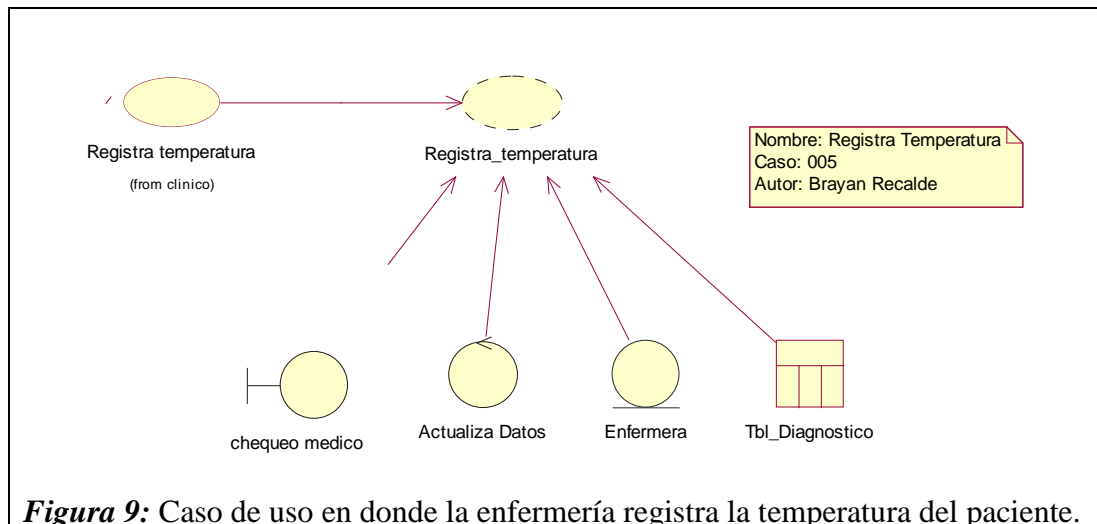 Registra temperatura
(from clinico)
Registra_temperatura
Nombre: Registra Temperatura
Caso: 005
Autor: Brayan Recalde
chequeo medico
Actualiza Datos
Enfermera
Tbl_Diagnostico
Figura 9: Caso de uso en donde la enfermería registra la temperatura del paciente.